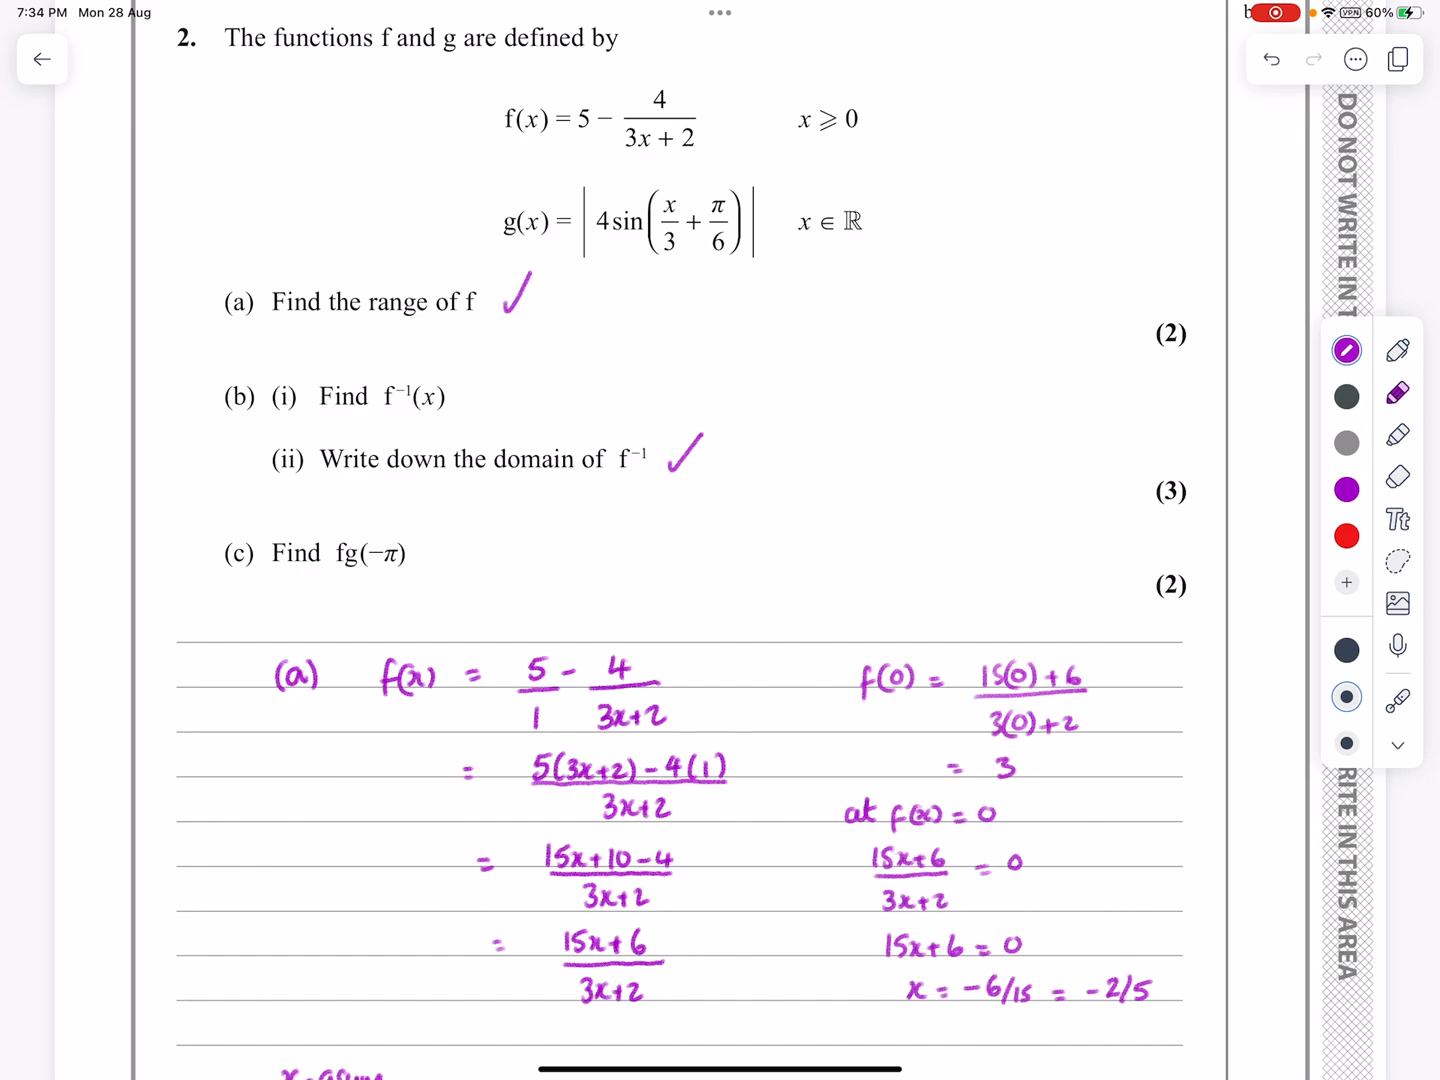 7:34 PM Mon 28 Aug
VPN 60%
2. The functions f and g are defined by
f(x) = 5 − 4/(3x + 2)    x ⩾ 0
g(x) = |4 sin(x/3 + π/6)|    x ∈ ℝ
(a) Find the range of f ✓
(2)
(b) (i) Find f⁻¹(x)
(ii) Write down the domain of f⁻¹ ✓
(3)
(c) Find fg(−π)
(2)
(a) f(x) = 5/1 - 4/(3x+2)
= (5(3x+2) - 4(1))/(3x+2)
= (15x+10-4)/(3x+2)
= (15x+6)/(3x+2)
f(0) = (15(0)+6)/(3(0)+2)
= 3
at f(x) = 0
(15x+6)/(3x+2) = 0
15x+6 = 0
x = -6/15 = -2/5
DO NOT WRITE IN T
RITE IN THIS AREA
Tt